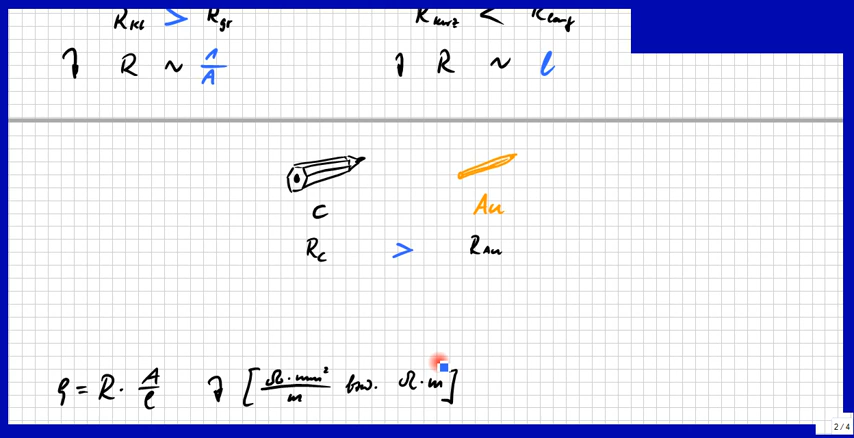 R_Kl > R_gr R_kurz < R_lang
⇒ R ~ 1/A ⇒ R ~ l
C Au
R_C > R_Au
ρ = R · A/l ⇒ [Ω·mm²/m bzw. Ω·m]
2 / 4